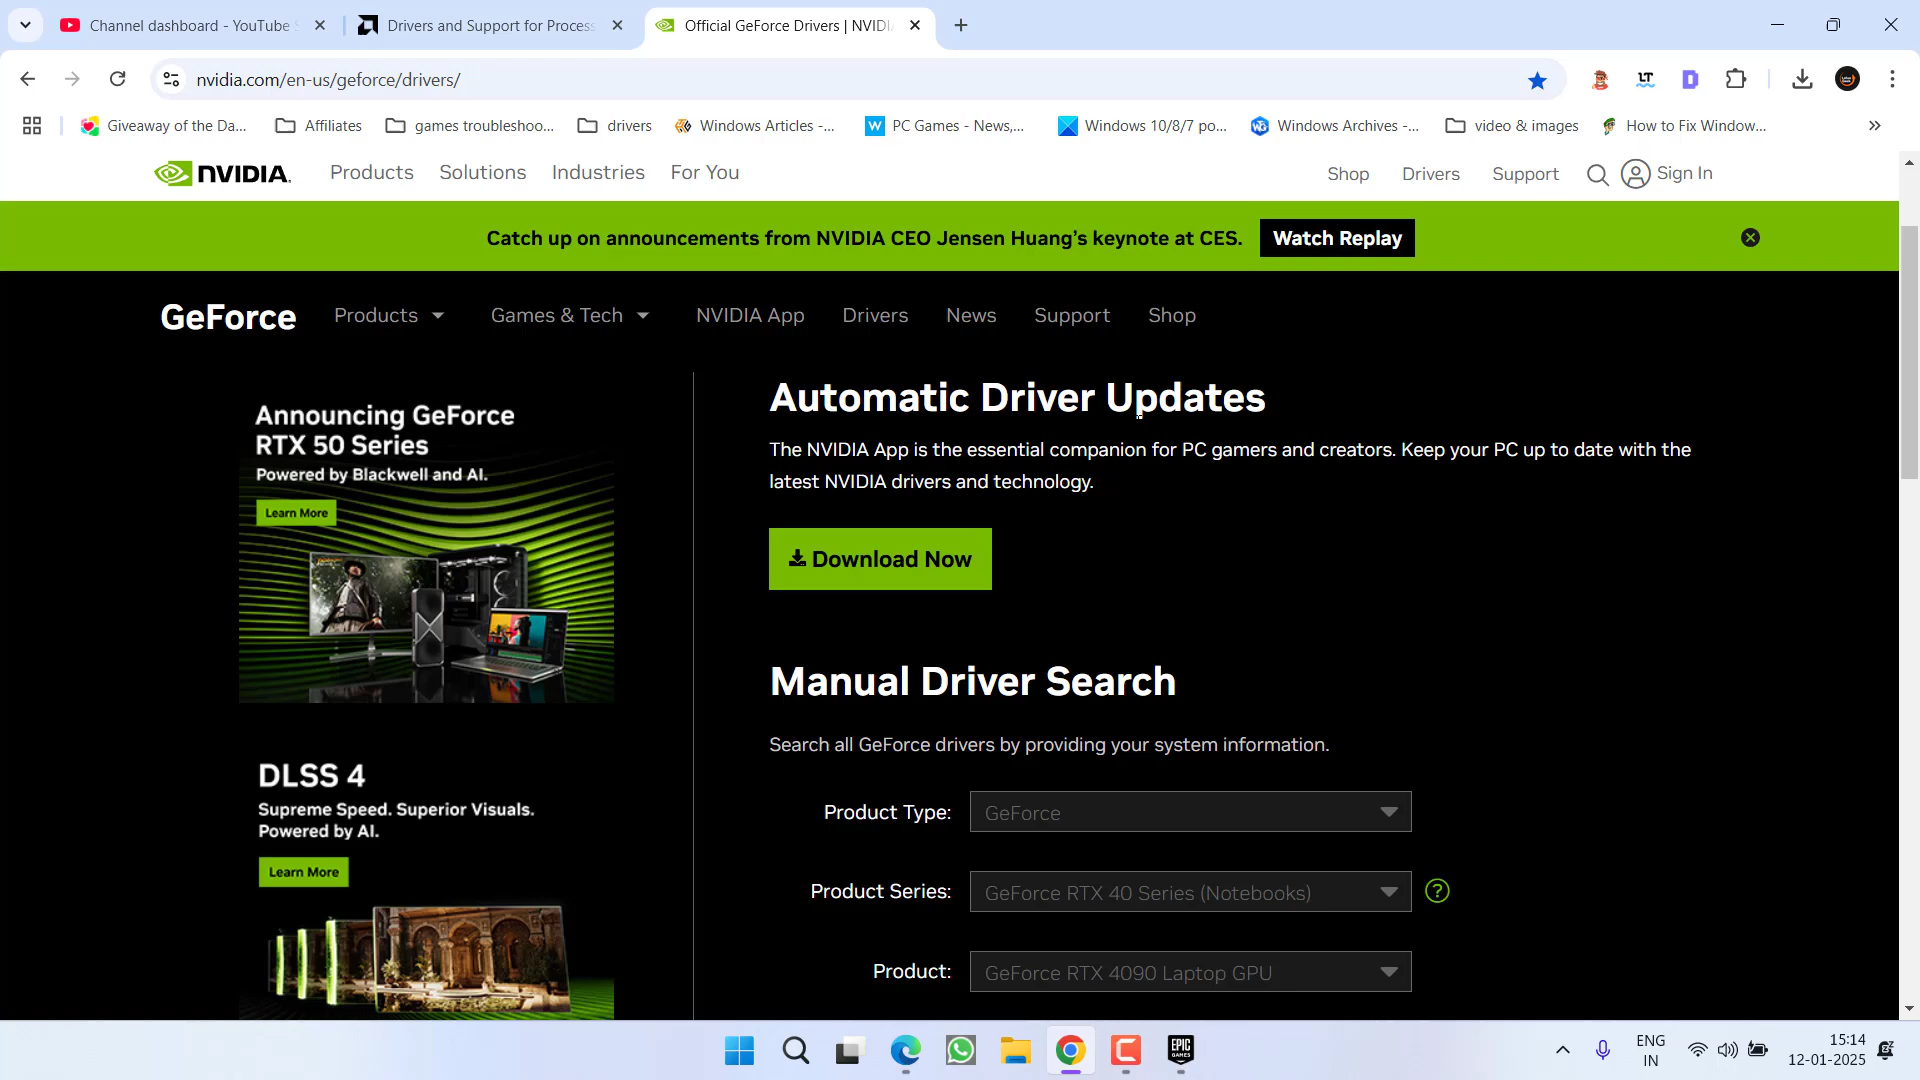 Channel dashboard - YouTube S
Drivers and Support for Process
Official GeForce Drivers | NVIDI
nvidia.com/en-us/geforce/drivers/
LT
Giveaway of the Da...
Affiliates
games troubleshoo...
drivers
Windows Articles -...
PC Games - News,...
Windows 10/8/7 po...
Windows Archives -...
video & images
How to Fix Window...
NVIDIA.
Products
Solutions
Industries
For You
Shop
Drivers
Support
Sign In
Catch up on announcements from NVIDIA CEO Jensen Huang’s keynote at CES.
Watch Replay
GeForce
Products
Games & Tech
NVIDIA App
Drivers
News
Support
Shop
Announcing GeForce
RTX 50 Series
Powered by Blackwell and AI.
Learn More
DLSS 4
Supreme Speed. Superior Visuals.
Powered by AI.
Learn More
Automatic Driver Updates
The NVIDIA App is the essential companion for PC gamers and creators. Keep your PC up to date with the
latest NVIDIA drivers and technology.
Download Now
Manual Driver Search
Search all GeForce drivers by providing your system information.
Product Type:
GeForce
Product Series:
GeForce RTX 40 Series (Notebooks)
?
Product:
GeForce RTX 4090 Laptop GPU
EPIC
GAMES
ENG
IN
15:14
12-01-2025